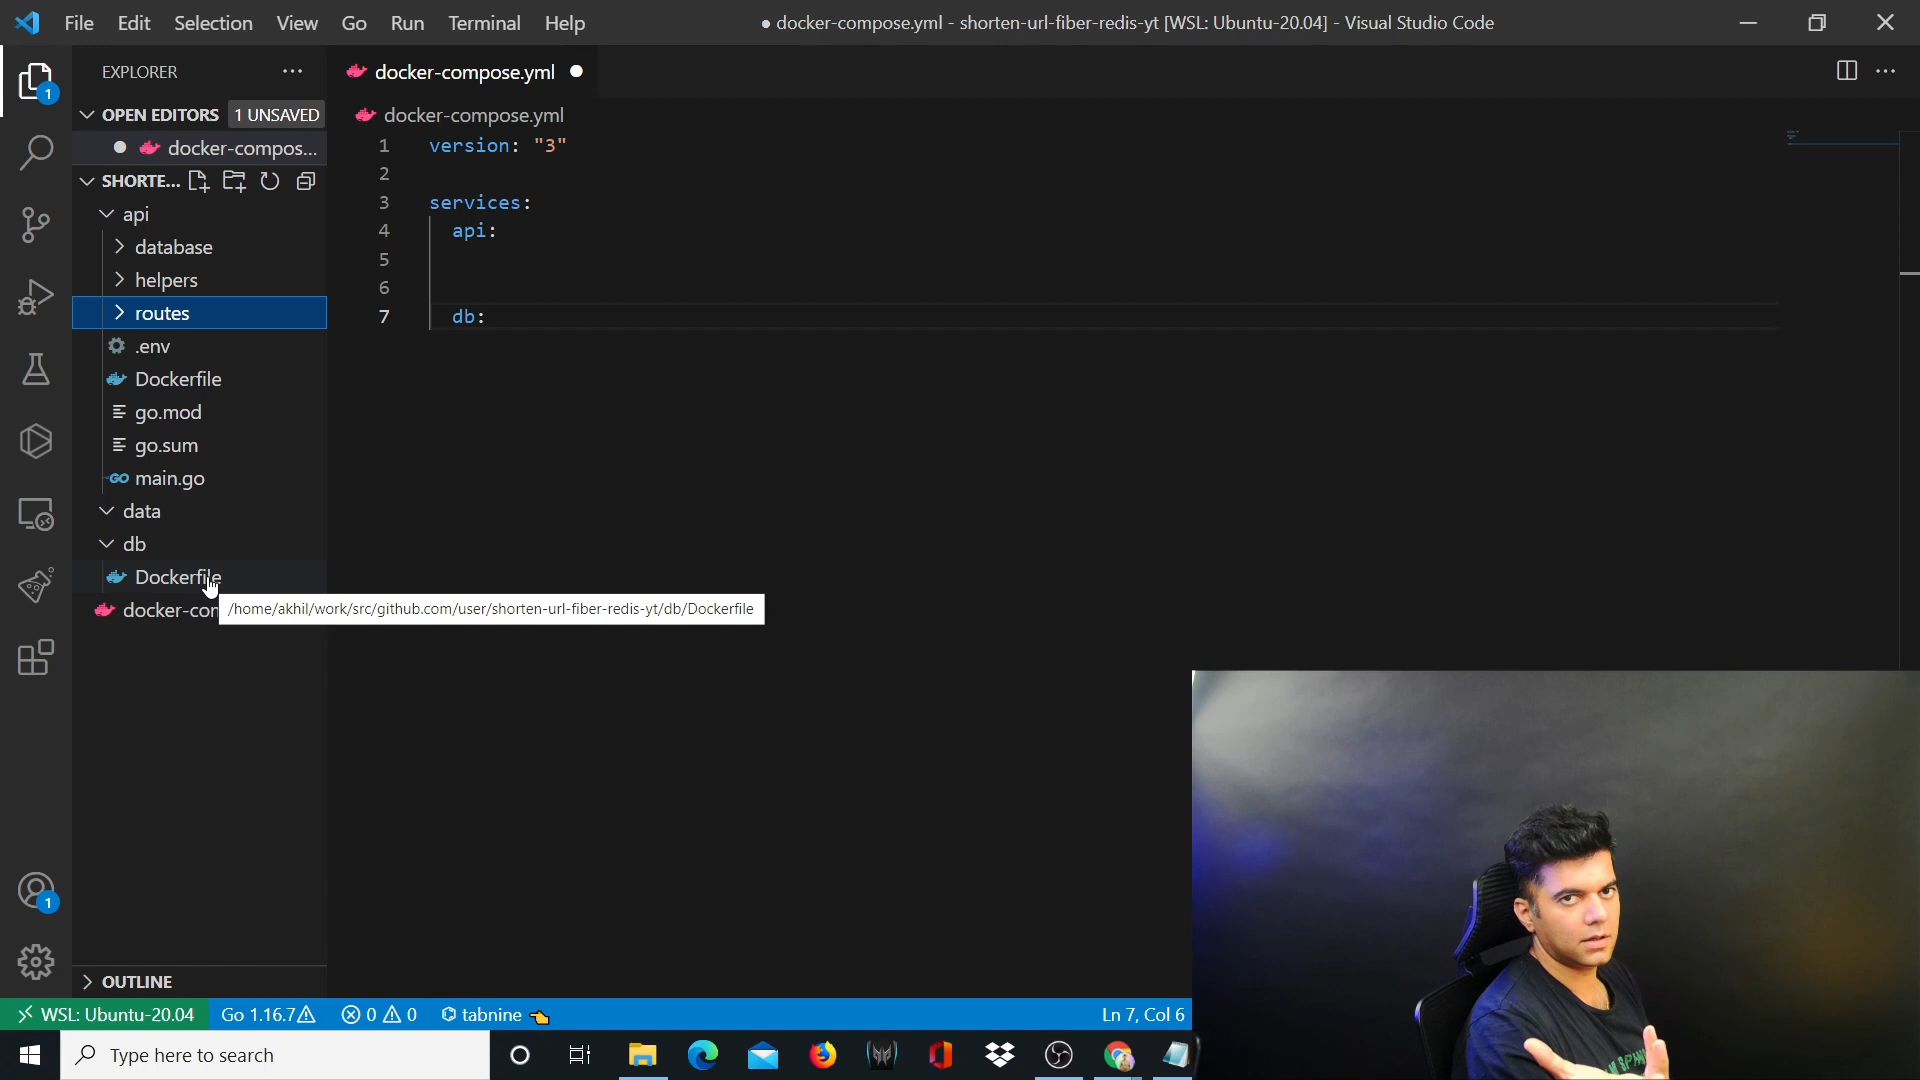 File Edit Selection View Go Run Terminal Help
● docker-compose.yml - shorten-url-fiber-redis-yt [WSL: Ubuntu-20.04] - Visual Studio Code
EXPLORER
docker-compose.yml
OPEN EDITORS 1 UNSAVED
docker-compos...
SHORTE...
api
database
helpers
routes
.env
Dockerfile
go.mod
go.sum
main.go
data
db
Dockerfile
docker-com
/home/akhil/work/src/github.com/user/shorten-url-fiber-redis-yt/db/Dockerfile
OUTLINE
docker-compose.yml
1 version: "3"
2
3 services:
4 api:
5
6
7 db:
1
1
WSL: Ubuntu-20.04 Go 1.16.7 0 0 tabnine Ln 7, Col 6
Type here to search